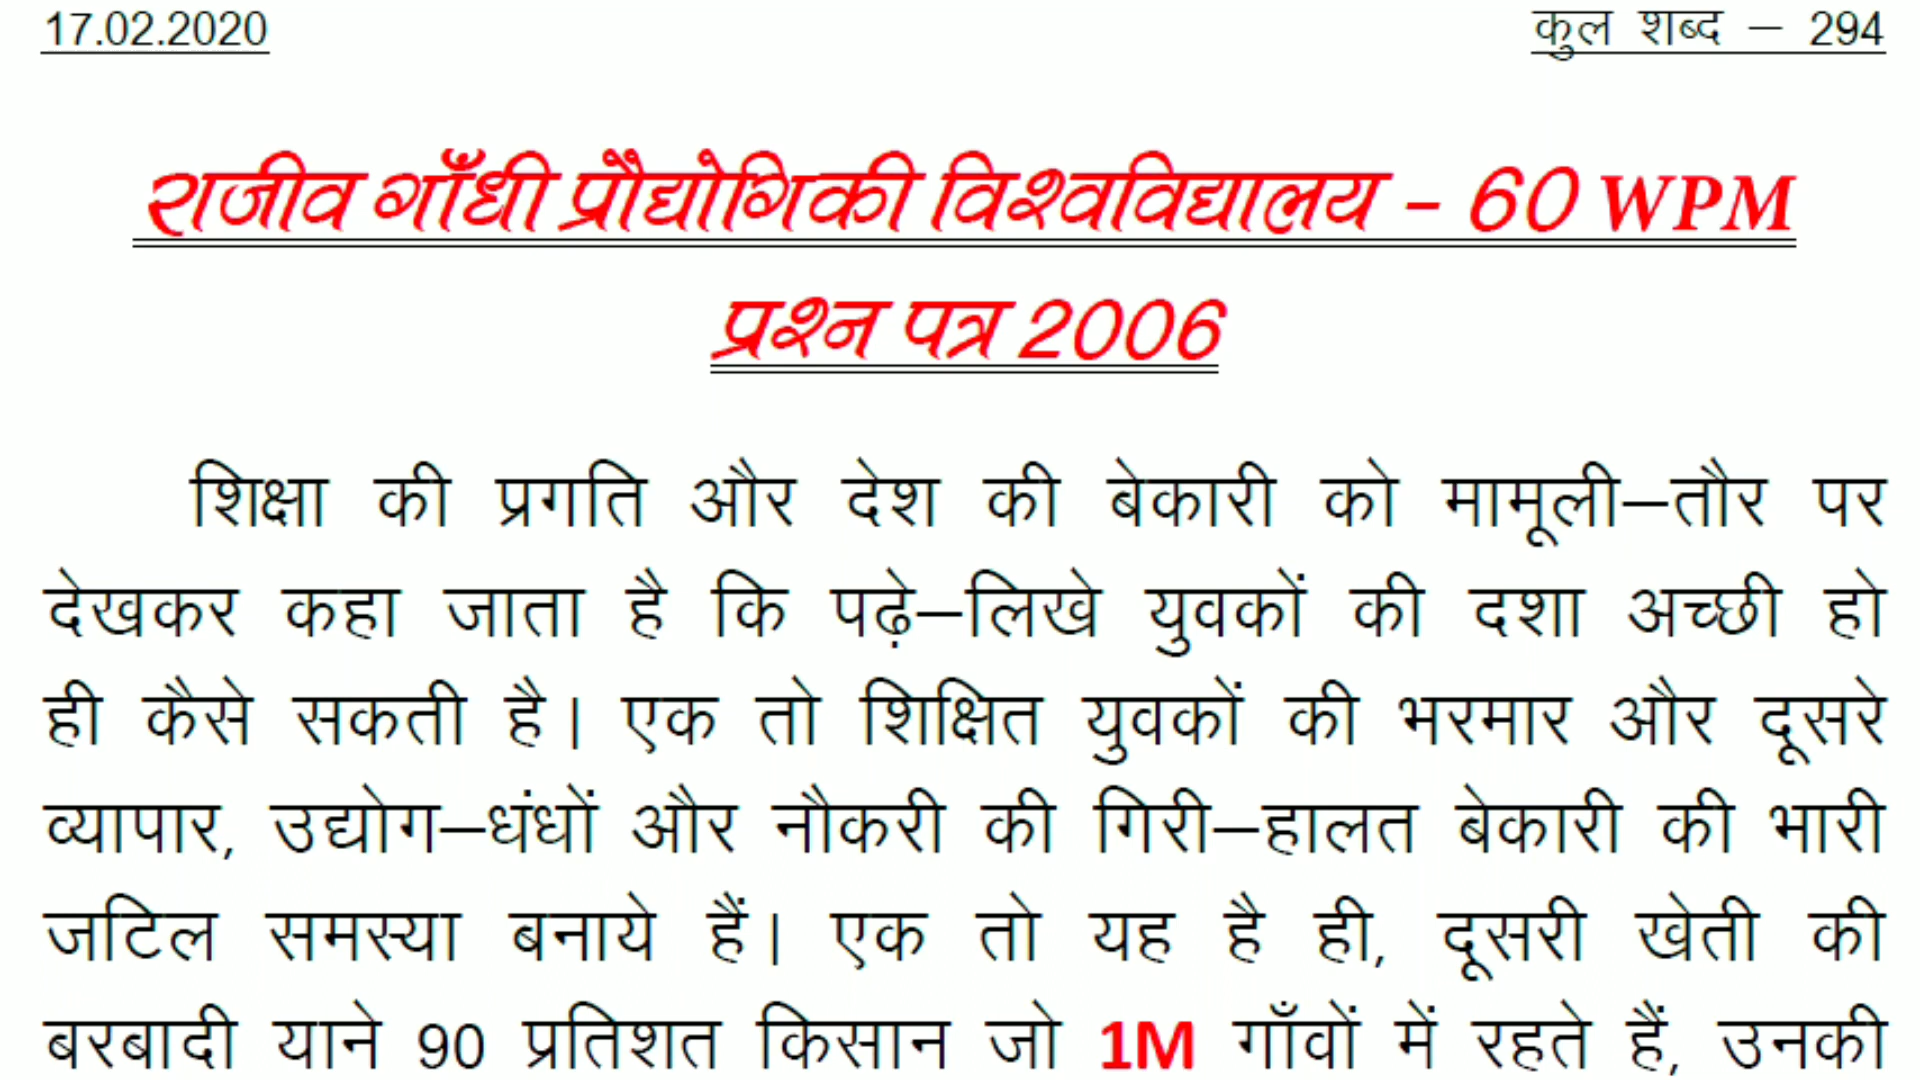 17.02.2020 कुल शब्द – 294
राजीव गाँधी प्रौद्योगिकी विश्वविद्यालय - 60 WPM
प्रश्न पत्र 2006
शिक्षा की प्रगति और देश की बेकारी को मामूली–तौर पर
देखकर कहा जाता है कि पढ़े–लिखे युवकों की दशा अच्छी हो
ही कैसे सकती है। एक तो शिक्षित युवकों की भरमार और दूसरे
व्यापार, उद्योग–धंधों और नौकरी की गिरी–हालत बेकारी की भारी
जटिल समस्या बनाये हैं। एक तो यह है ही, दूसरी खेती की
बरबादी याने 90 प्रतिशत किसान जो 1M गाँवों में रहते हैं, उनकी